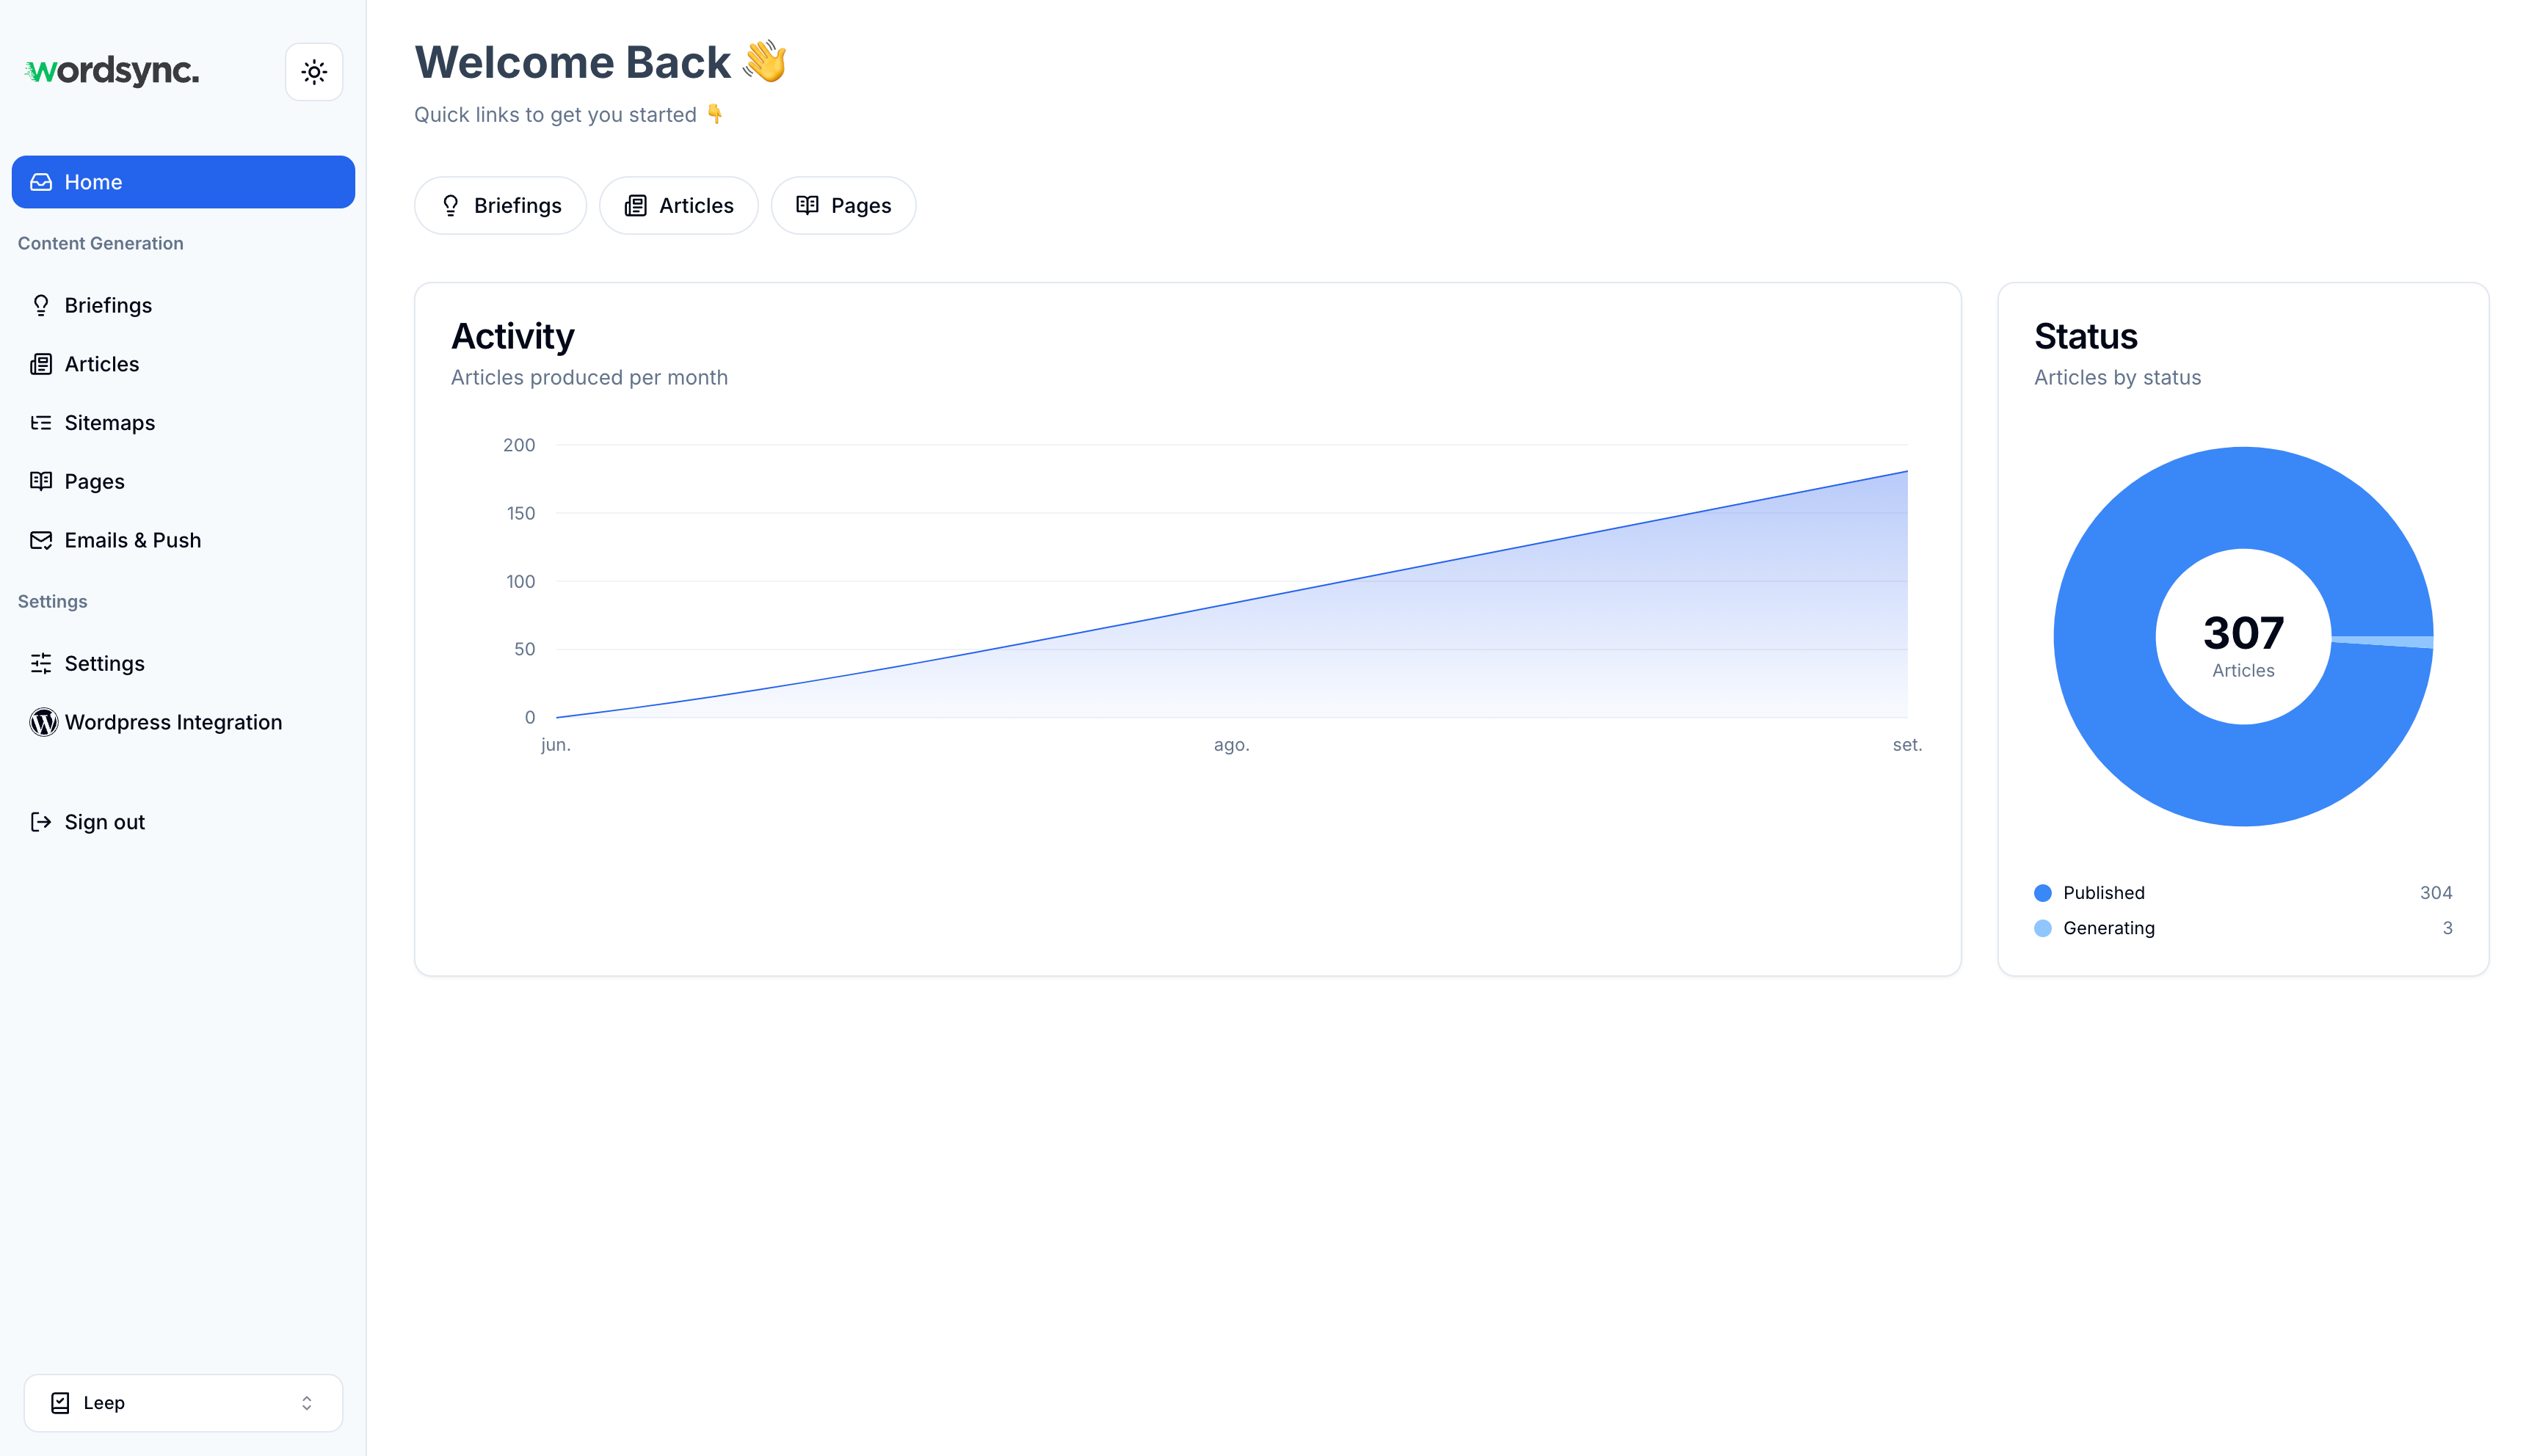 wordsync.
Home
Content Generation
Briefings
Articles
Sitemaps
Pages
Emails & Push
Settings
Settings
Wordpress Integration
Sign out
Leep
Welcome Back 👋
Quick links to get you started 👇
Briefings
Articles
Pages
Activity
Articles produced per month
200
150
100
50
0
jun.
ago.
set.
Status
Articles by status
307
Articles
Published 304
Generating 3